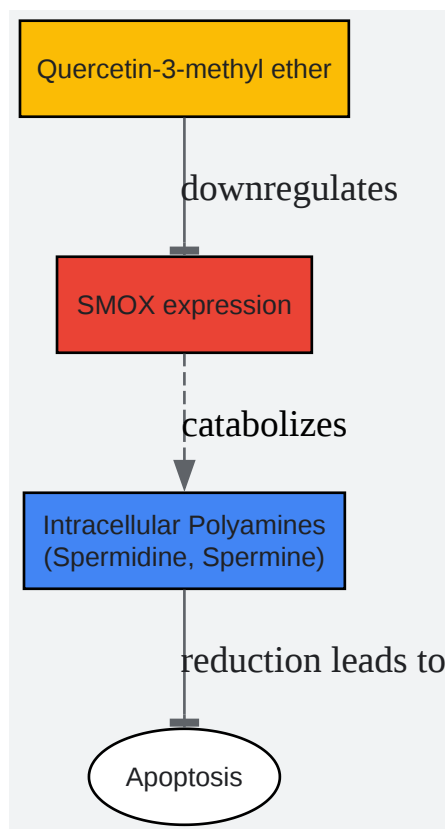 Quercetin-3-methyl ether
downregulates
SMOX expression
catabolizes
Intracellular Polyamines
(Spermidine, Spermine)
reduction leads to
Apoptosis